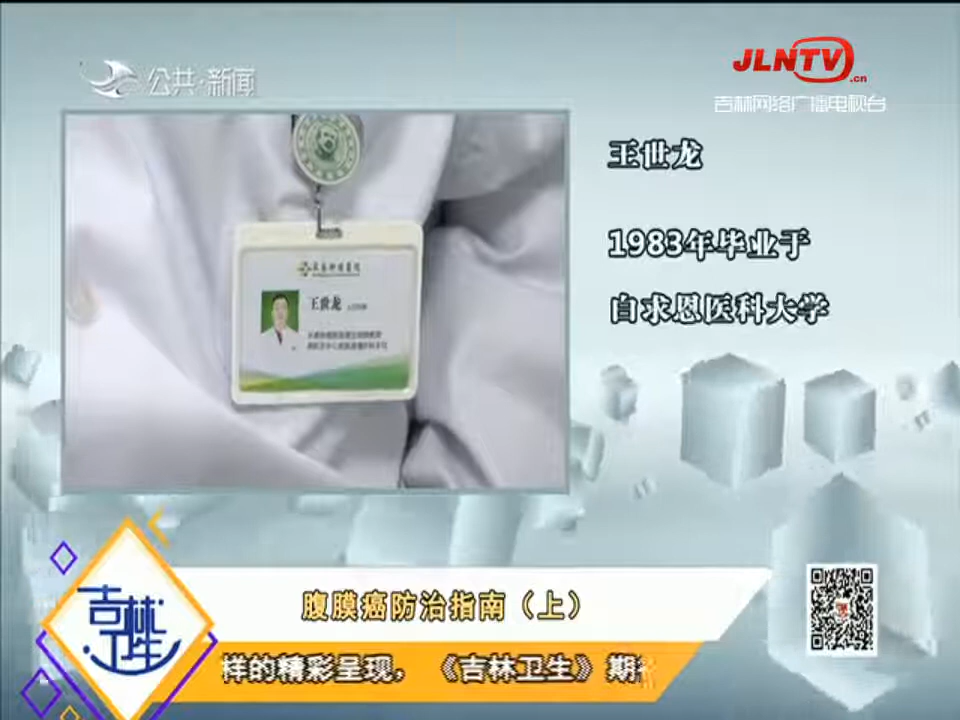 公共·新闻
JLNTV.cn
吉林网络广播电视台
王世龙
1983年毕业于
白求恩医科大学
王世龙
腹膜癌防治指南（上）
吉林
卫生
样的精彩呈现，《吉林卫生》期